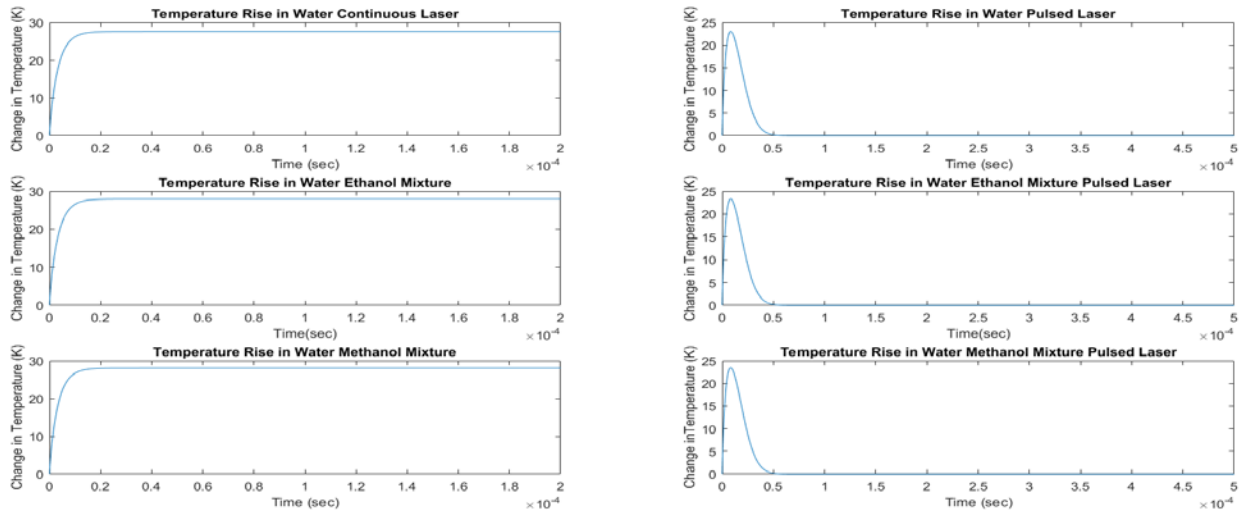 Temperature Rise in Water Continuous Laser
Change in Temperature (K)
30
20
10
0
0 0.2 0.4 0.6 0.8 1 1.2 1.4 1.6 1.8 2
Time (sec)
×10-4
Temperature Rise in Water Ethanol Mixture
Change in Temperature (K)
30
20
10
0
0 0.2 0.4 0.6 0.8 1 1.2 1.4 1.6 1.8 2
Time(sec)
×10-4
Temperature Rise in Water Methanol Mixture
Change in Temperature (K)
30
20
10
0
0 0.2 0.4 0.6 0.8 1 1.2 1.4 1.6 1.8 2
Time (sec)
×10-4
Temperature Rise in Water Pulsed Laser
Change in Temperature (K)
25
20
15
10
5
0
0 0.5 1 1.5 2 2.5 3 3.5 4 4.5 5
Time (sec)
×10-4
Temperature Rise in Water Ethanol Mixture Pulsed Laser
Change in Temperature (K)
25
20
15
10
5
0
0 0.5 1 1.5 2 2.5 3 3.5 4 4.5 5
Time(sec)
×10-4
Temperature Rise in Water Methanol Mixture Pulsed Laser
Change inTemperature (K)
25
20
15
10
5
0
0 0.5 1 1.5 2 2.5 3 3.5 4 4.5 5
Time (sec)
×10-4